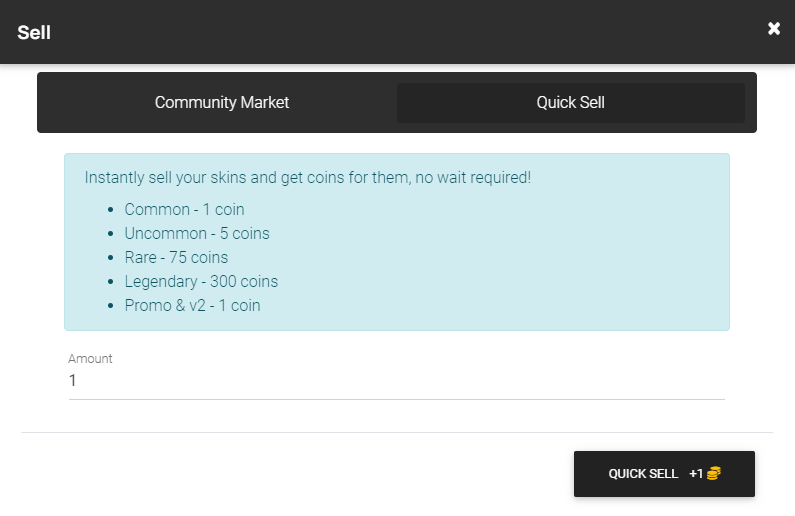 Sell
Community Market
Quick Sell
Instantly sell your skins and get coins for them, no wait required!
Common - 1 coin
Uncommon - 5 coins
Rare - 75 coins
Legendary - 300 coins
Promo & v2 - 1 coin
Amount
1
QUICK SELL +1